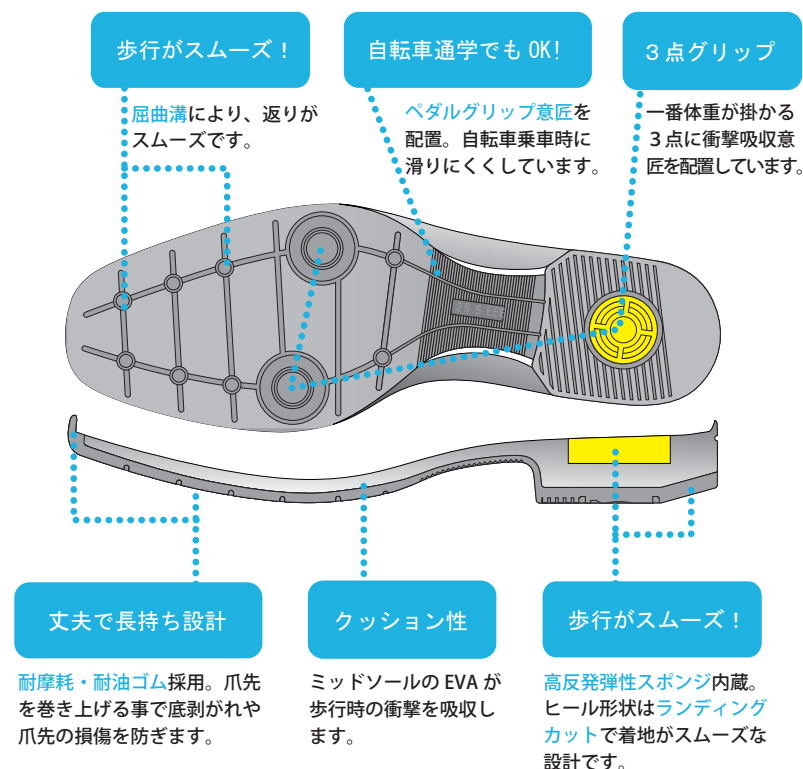 歩行がスムーズ！
屈曲溝により、返りが
スムーズです。
自転車通学でも OK!
ペダルグリップ意匠を
配置。自転車乗車時に
滑りにくくしています。
３点グリップ
一番体重が掛かる
３点に衝撃吸収意
匠を配置しています。
25.5 EEE
丈夫で長持ち設計
耐摩耗・耐油ゴム採用。爪先
を巻き上げる事で底剥がれや
爪先の損傷を防ぎます。
クッション性
ミッドソールの EVA が
歩行時の衝撃を吸収し
ます。
歩行がスムーズ！
高反発弾性スポンジ内蔵。
ヒール形状はランディング
カットで着地がスムーズな
設計です。